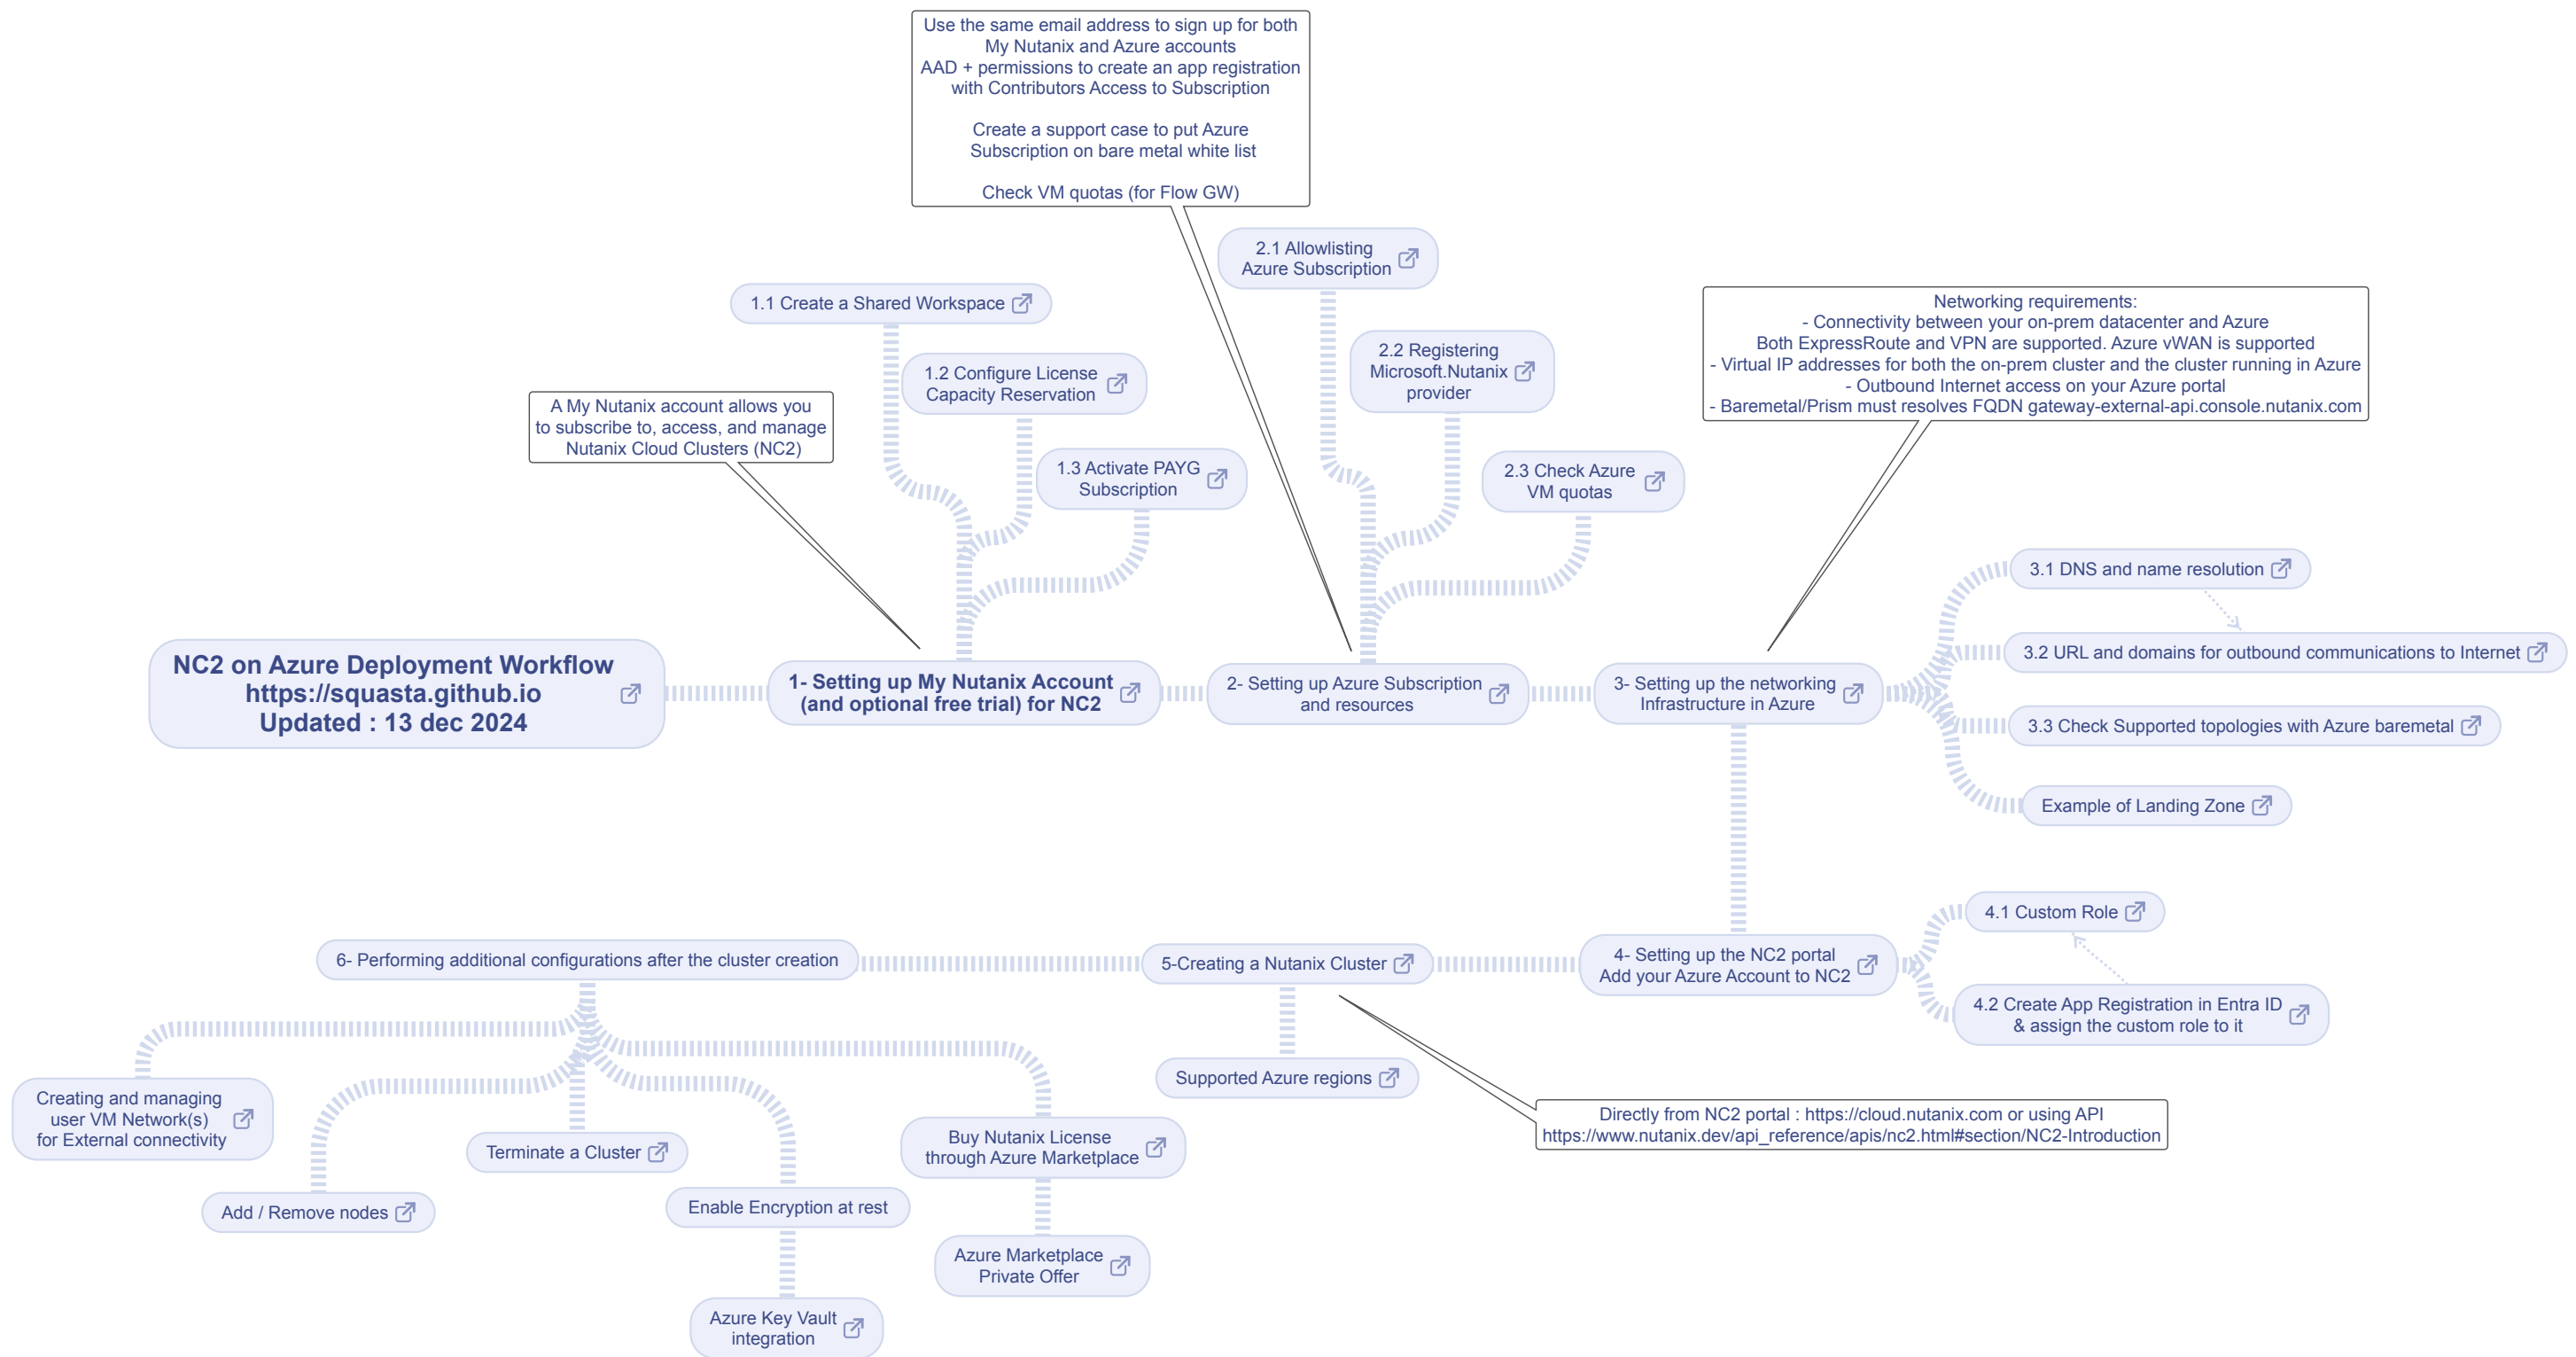 Use the same email address to sign up for both
My Nutanix and Azure accounts
AAD + permissions to create an app registration
with Contributors Access to Subscription
Create a support case to put Azure
Subscription on bare metal white list
Check VM quotas (for Flow GW)
2.1 Allowlisting
Azure Subscription
1.1 Create a Shared Workspace
2.2 Registering
Microsoft.Nutanix
provider
1.2 Configure License
Capacity Reservation
Networking requirements:
- Connectivity between your on-prem datacenter and Azure
Both ExpressRoute and VPN are supported. Azure vWAN is supported
- Virtual IP addresses for both the on-prem cluster and the cluster running in Azure
- Outbound Internet access on your Azure portal
- Baremetal/Prism must resolves FQDN gateway-external-api.console.nutanix.com
A My Nutanix account allows you
to subscribe to, access, and manage
Nutanix Cloud Clusters (NC2)
1.3 Activate PAYG
Subscription
2.3 Check Azure
VM quotas
NC2 on Azure Deployment Workflow
https://squasta.github.io
Updated : 13 dec 2024
1- Setting up My Nutanix Account
(and optional free trial) for NC2
2- Setting up Azure Subscription
and resources
3- Setting up the networking
Infrastructure in Azure
3.1 DNS and name resolution
3.2 URL and domains for outbound communications to Internet
3.3 Check Supported topologies with Azure baremetal
Example of Landing Zone
4.1 Custom Role
4- Setting up the NC2 portal
Add your Azure Account to NC2
4.2 Create App Registration in Entra ID
& assign the custom role to it
5-Creating a Nutanix Cluster
Supported Azure regions
Directly from NC2 portal : https://cloud.nutanix.com or using API
https://www.nutanix.dev/api_reference/apis/nc2.html#section/NC2-Introduction
6- Performing additional configurations after the cluster creation
Creating and managing
user VM Network(s)
for External connectivity
Add / Remove nodes
Terminate a Cluster
Enable Encryption at rest
Azure Key Vault
integration
Buy Nutanix License
through Azure Marketplace
Azure Marketplace
Private Offer